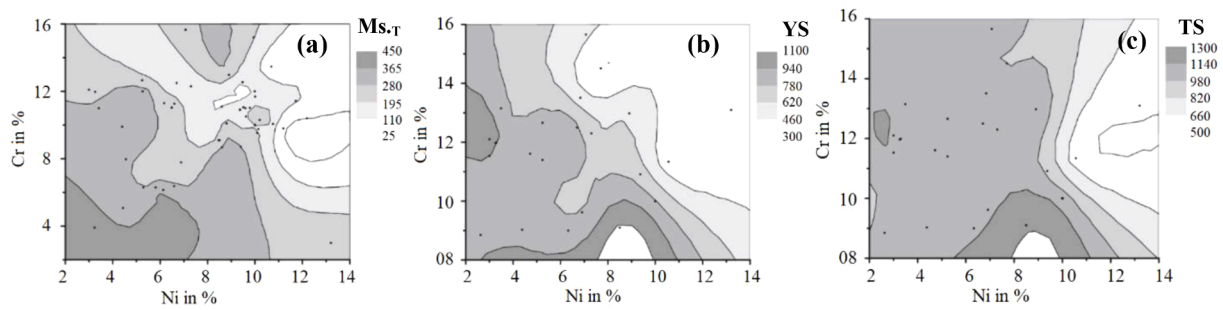 (a)
Ms.T
450
365
280
195
110
25
16
12
8
4
Cr in %
2 4 6 8 10 12 14
Ni in %
(b)
YS
1100
940
780
620
460
300
16
14
12
10
08
Cr in %
2 4 6 8 10 12 14
Ni in %
(c)
TS
1300
1140
980
820
660
500
16
14
12
10
08
Cr in %
2 4 6 8 10 12 14
Ni in %